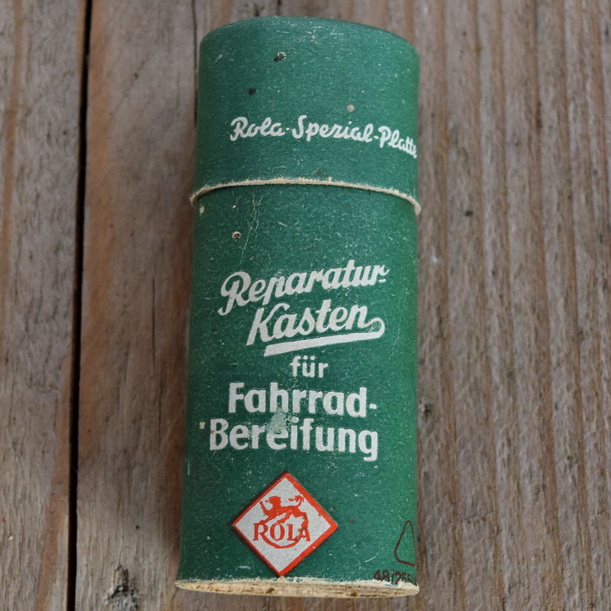 Rola-Spezial-Platte
Reparatur-
Kasten
für
Fahrrad-
Bereifung
ROLA